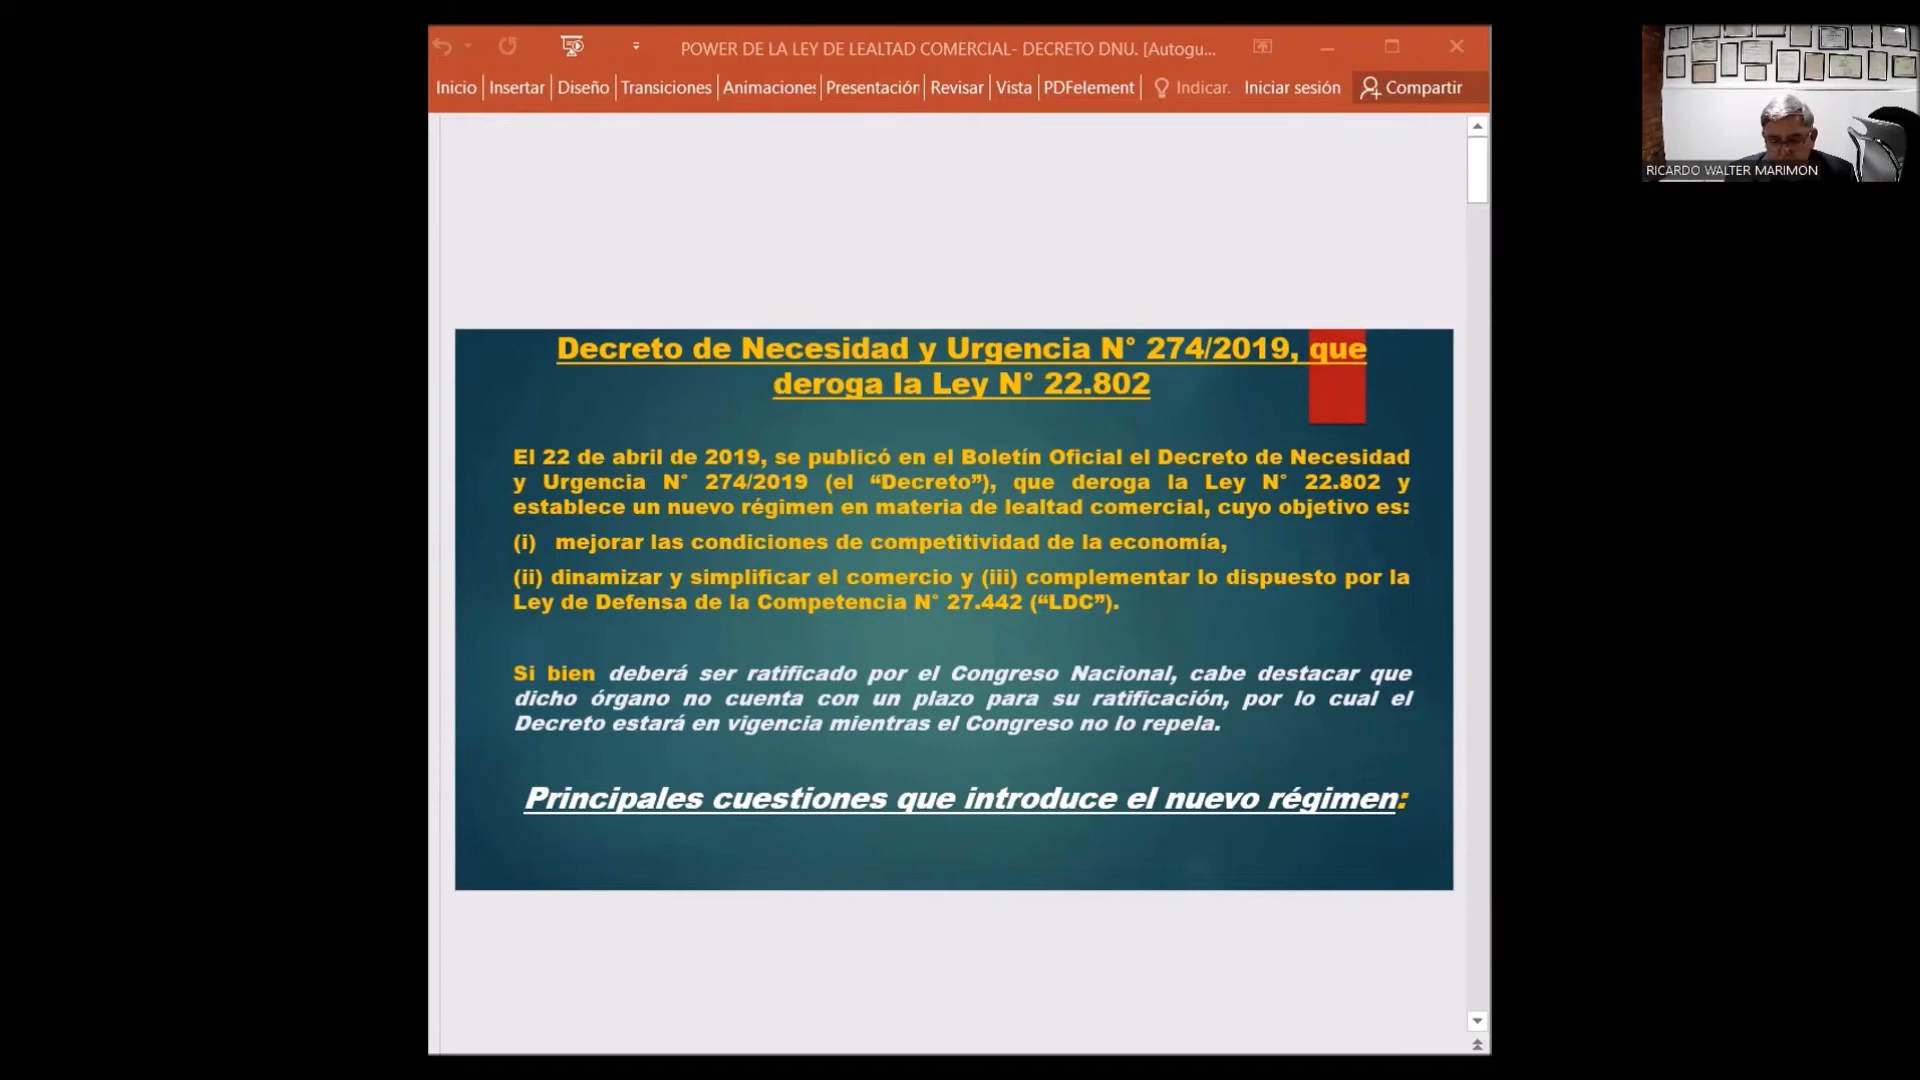 POWER DE LA LEY DE LEALTAD COMERCIAL- DECRETO DNU. [Autogu...
Inicio Insertar Diseño Transiciones Animaciones Presentación Revisar Vista PDFelement Indicar. Iniciar sesión Compartir
RICARDO WALTER MARIMON
Decreto de Necesidad y Urgencia N° 274/2019, que
deroga la Ley N° 22.802
El 22 de abril de 2019, se publicó en el Boletín Oficial el Decreto de Necesidad
y Urgencia N° 274/2019 (el “Decreto”), que deroga la Ley N° 22.802 y
establece un nuevo régimen en materia de lealtad comercial, cuyo objetivo es:
(i) mejorar las condiciones de competitividad de la economía,
(ii) dinamizar y simplificar el comercio y (iii) complementar lo dispuesto por la
Ley de Defensa de la Competencia N° 27.442 (“LDC”).
Si bien deberá ser ratificado por el Congreso Nacional, cabe destacar que
dicho órgano no cuenta con un plazo para su ratificación, por lo cual el
Decreto estará en vigencia mientras el Congreso no lo repela.
Principales cuestiones que introduce el nuevo régimen: